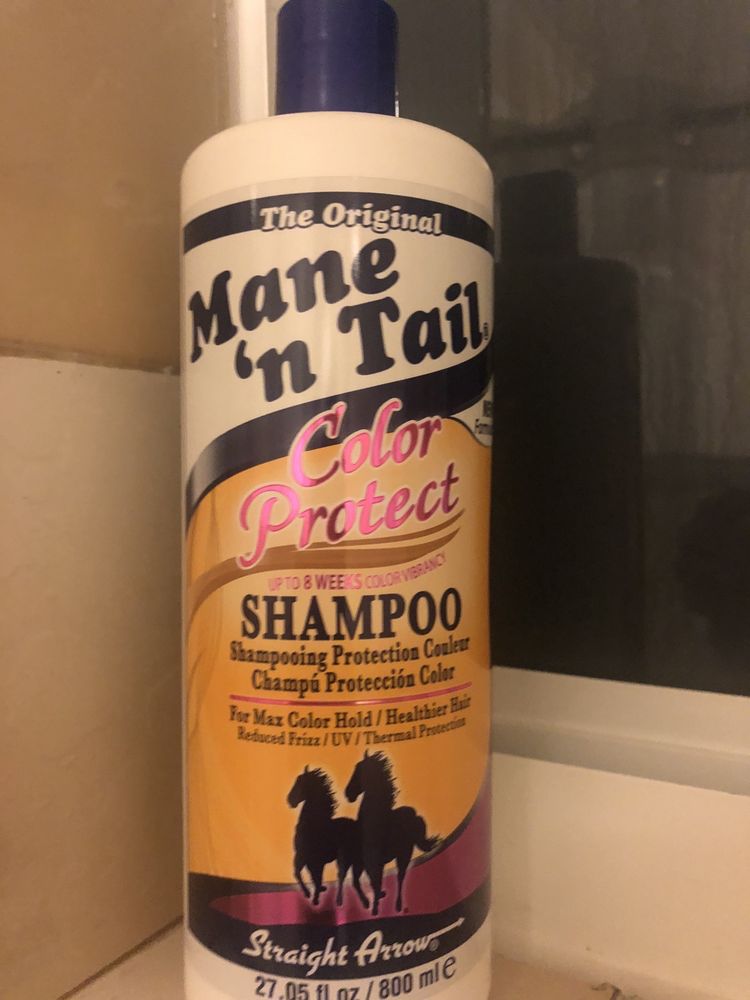 The Original
Mane
'n Tail®
Color
Protect
UP TO 8 WEEKS COLOR VIBRANCY
SHAMPOO
Shampooing Protection Couleur
Champú Protección Color
For Max Color Hold / Healthier Hair
Reduced Frizz / UV / Thermal Protection
Straight Arrow®
27.05 fl oz / 800 ml e